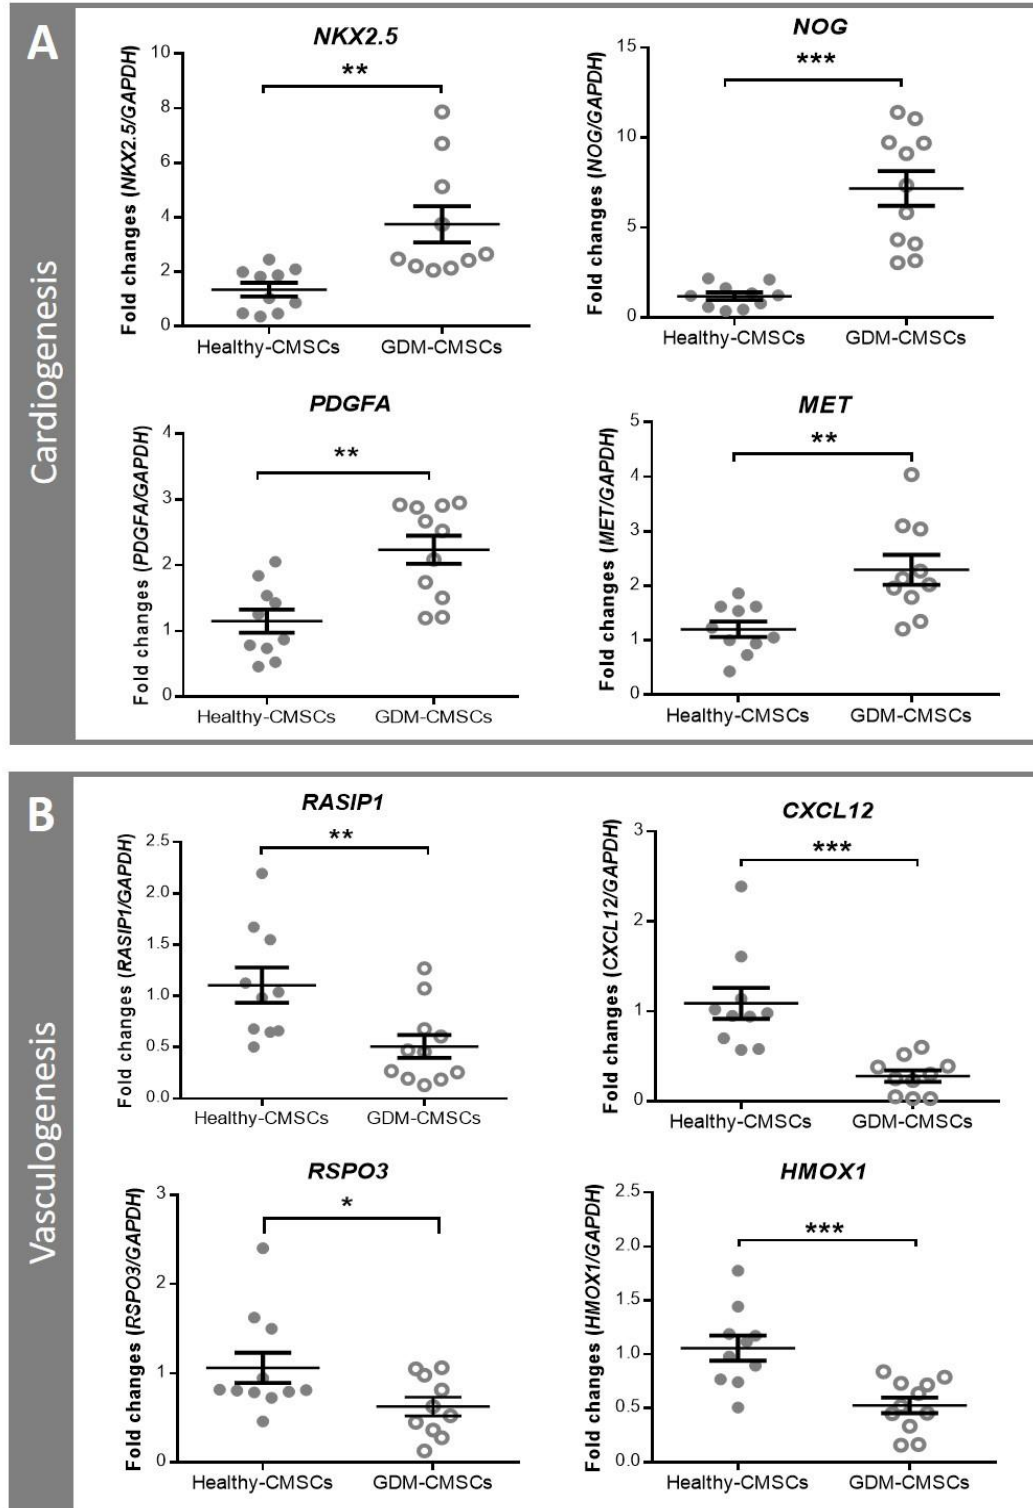 A
Cardiogenesis
NKX2.5
**
Fold changes (NKX2.5/GAPDH)
10
8
6
4
2
0
Healthy-CMSCs GDM-CMSCs
NOG
***
Fold changes (NOG/GAPDH)
15
10
5
0
Healthy-CMSCs GDM-CMSCs
PDGFA
**
Fold changes (PDGFA/GAPDH)
4
3
2
1
0
Healthy-CMSCs GDM-CMSCs
MET
**
Fold changes (MET/GAPDH)
5
4
3
2
1
0
Healthy-CMSCs GDM-CMSCs
B
Vasculogenesis
RASIP1
**
Fold changes (RASIP1/GAPDH)
2.5
2.0
1.5
1.0
0.5
0.0
Healthy-CMSCs GDM-CMSCs
CXCL12
***
Fold changes (CXCL12/GAPDH)
3
2
1
0
Healthy-CMSCs GDM-CMSCs
RSPO3
*
Fold changes (RSPO3/GAPDH)
3
2
1
0
Healthy-CMSCs GDM-CMSCs
HMOX1
***
Fold changes (HMOX1/GAPDH)
2.5
2.0
1.5
1.0
0.5
0.0
Healthy-CMSCs GDM-CMSCs